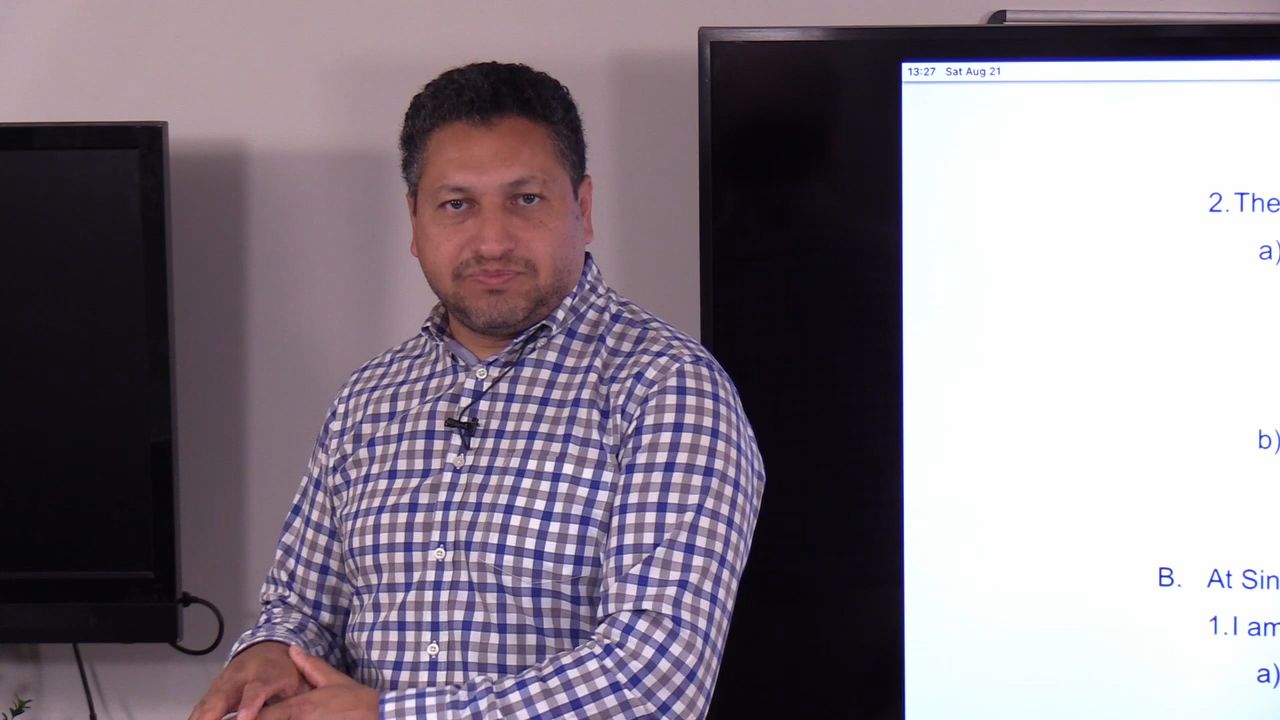 13:27 Sat Aug 21
2. The
a)
b)
B. At Sin
1. I am
a)